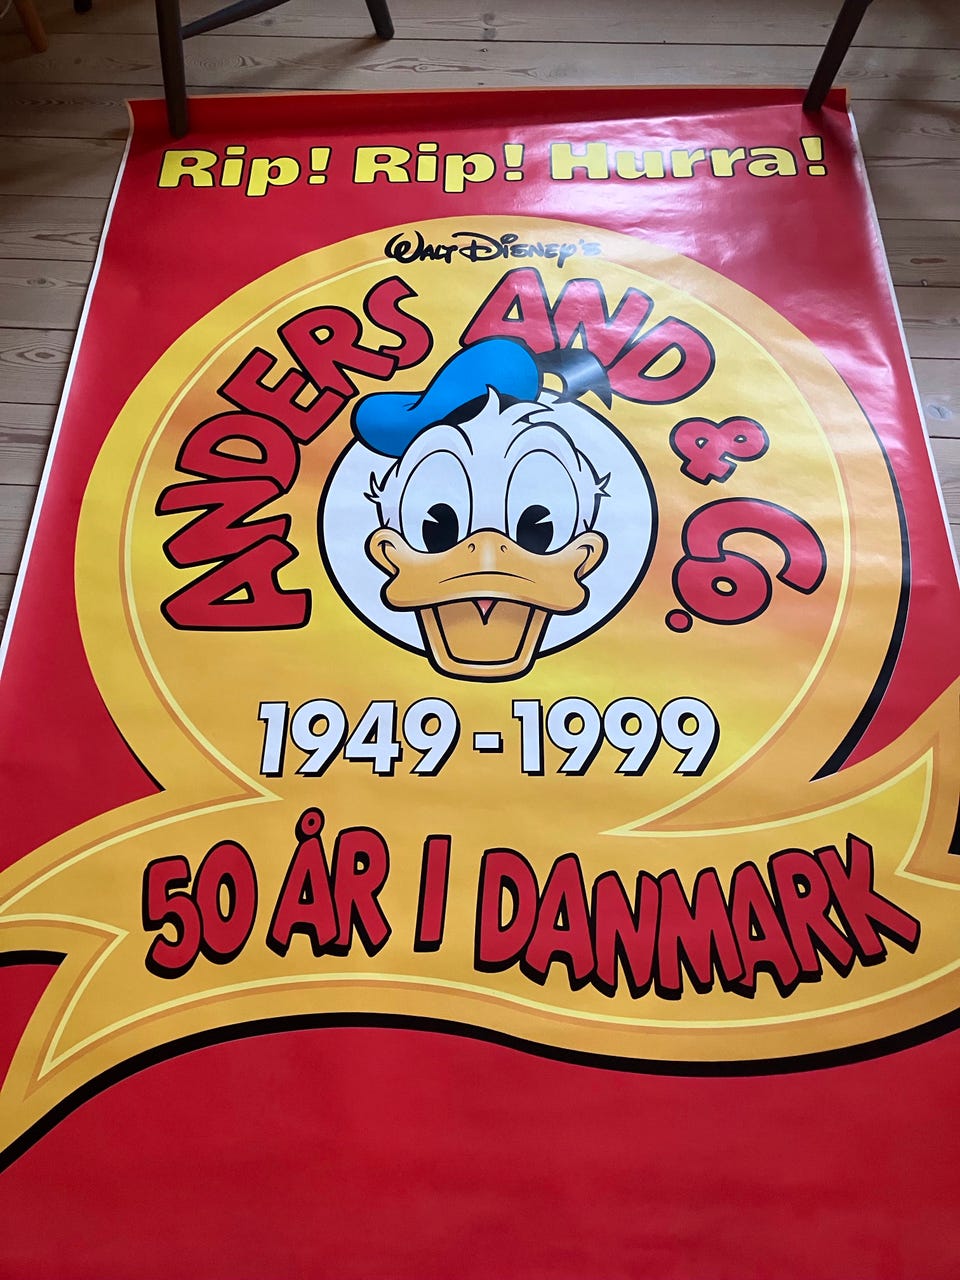 Rip! Rip! Hurra!
WALT DISNEY'S
ANDERS AND & Co.
1949-1999
50 ÅR I DANMARK